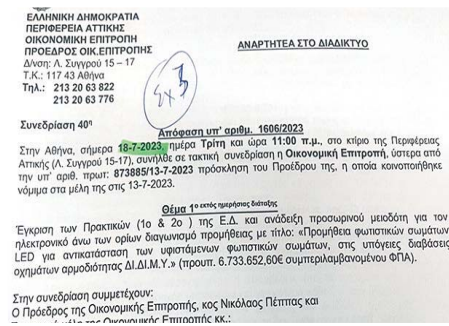 ΕΛΛΗΝΙΚΗ ΔΗΜΟΚΡΑΤΙΑ
ΠΕΡΙΦΕΡΕΙΑ ΑΤΤΙΚΗΣ
ΟΙΚΟΝΟΜΙΚΗ ΕΠΙΤΡΟΠΗ
ΠΡΟΕΔΡΟΣ ΟΙΚ.ΕΠΙΤΡΟΠΗΣ
Δ/νση: Λ. Συγγρού 15 – 17
Τ.Κ.: 117 43 Αθήνα
Τηλ.: 213 20 63 822
213 20 63 776
ΑΝΑΡΤΗΤΕΑ ΣΤΟ ΔΙΑΔΙΚΤΥΟ
Συνεδρίαση 40η
Απόφαση υπ' αριθμ. 1606/2023
Στην Αθήνα, σήμερα 18-7-2023, ημέρα Τρίτη και ώρα 11:00 π.μ., στο κτίριο της Περιφέρειας
Αττικής (Λ. Συγγρού 15-17), συνήλθε σε τακτική συνεδρίαση η Οικονομική Επιτροπή, ύστερα από
την υπ' αριθ. πρωτ: 873885/13-7-2023 πρόσκληση του Προέδρου της, η οποία κοινοποιήθηκε
νόμιμα στα μέλη της στις 13-7-2023.
Θέμα 1ο εκτός ημερήσιας διάταξης
Έγκριση των Πρακτικών (1ο & 2ο ) της Ε.Δ. και ανάδειξη προσωρινού μειοδότη για τον
ηλεκτρονικό άνω των ορίων διαγωνισμό προμήθειας με τίτλο: «Προμήθεια φωτιστικών σωμάτων
LED για αντικατάσταση των υφιστάμενων φωτιστικών σωμάτων, στις υπόγειες διαβάσεις
οχημάτων αρμοδιότητας ΔΙ.ΔΙ.Μ.Υ.» (προυπ. 6.733.652,60€ συμπεριλαμβανομένου ΦΠΑ).
Στην συνεδρίαση συμμετέχουν:
Ο Πρόεδρος της Οικονομικής Επιτροπής, κος Νικόλαος Πέππας και
μέλη της Οικονομικής Επιτροπής κκ.: